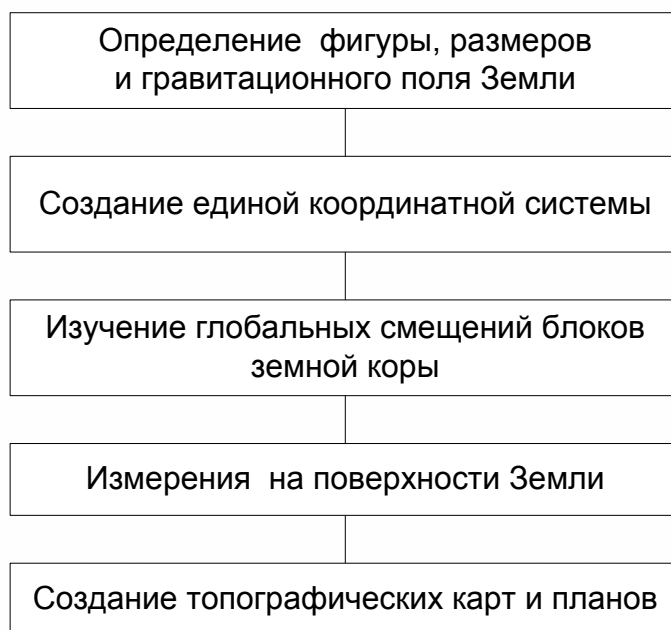 Определение фигуры, размеров
и гравитационного поля Земли
Создание единой координатной системы
Изучение глобальных смещений блоков
земной коры
Измерения на поверхности Земли
Создание топографических карт и планов